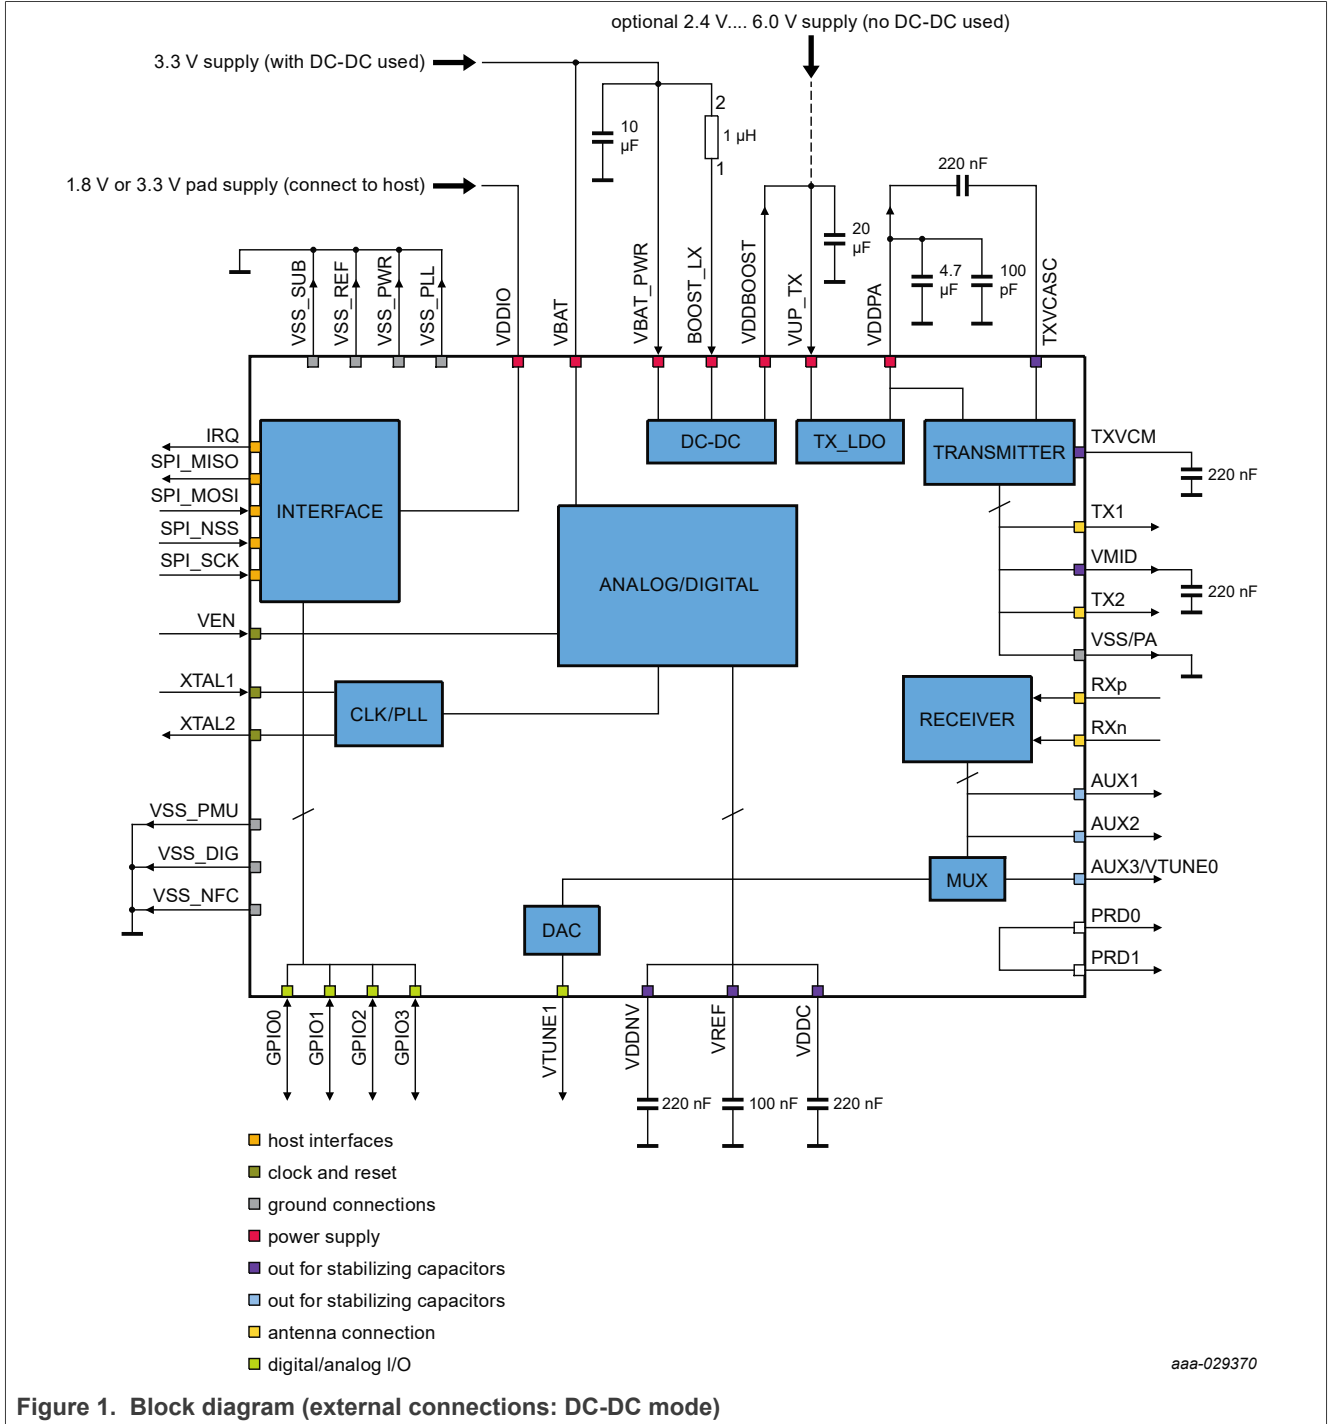 optional 2.4 V.... 6.0 V supply (no DC-DC used)
3.3 V supply (with DC-DC used)
2
10
µF
1 µH
1
220 nF
1.8 V or 3.3 V pad supply (connect to host)
20
µF
4.7
µF
100
pF
VSS_SUB
VSS_REF
VSS_PWR
VSS_PLL
VDDIO
VBAT
VBAT_PWR
BOOST_LX
VDDBOOST
VUP_TX
VDDPA
TXVCASC
IRQ
SPI_MISO
SPI_MOSI
SPI_NSS
SPI_SCK
INTERFACE
DC-DC
TX_LDO
TRANSMITTER
TXVCM
220 nF
TX1
VMID
220 nF
TX2
VSS/PA
ANALOG/DIGITAL
VEN
XTAL1
XTAL2
CLK/PLL
RECEIVER
RXp
RXn
AUX1
AUX2
AUX3/VTUNE0
MUX
VSS_PMU
VSS_DIG
VSS_NFC
DAC
PRD0
PRD1
GPIO0
GPIO1
GPIO2
GPIO3
VTUNE1
VDDNV
VREF
VDDC
220 nF
100 nF
220 nF
host interfaces
clock and reset
ground connections
power supply
out for stabilizing capacitors
out for stabilizing capacitors
antenna connection
digital/analog I/O
aaa-029370
Figure 1. Block diagram (external connections: DC-DC mode)